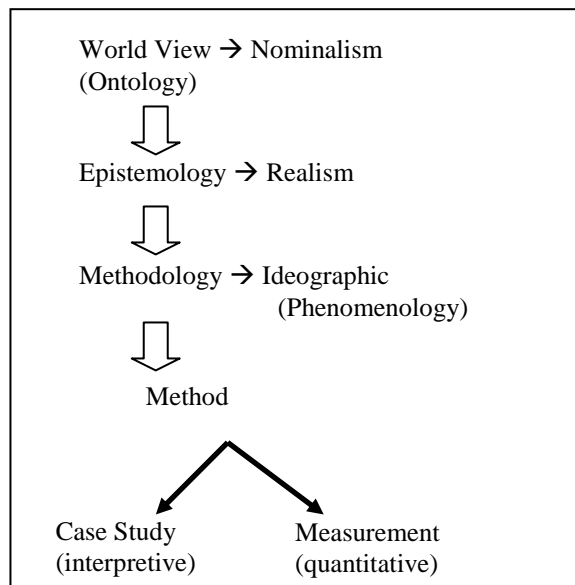 World View → Nominalism
(Ontology)
Epistemology → Realism
Methodology → Ideographic
(Phenomenology)
Method
Case Study Measurement
(interpretive) (quantitative)